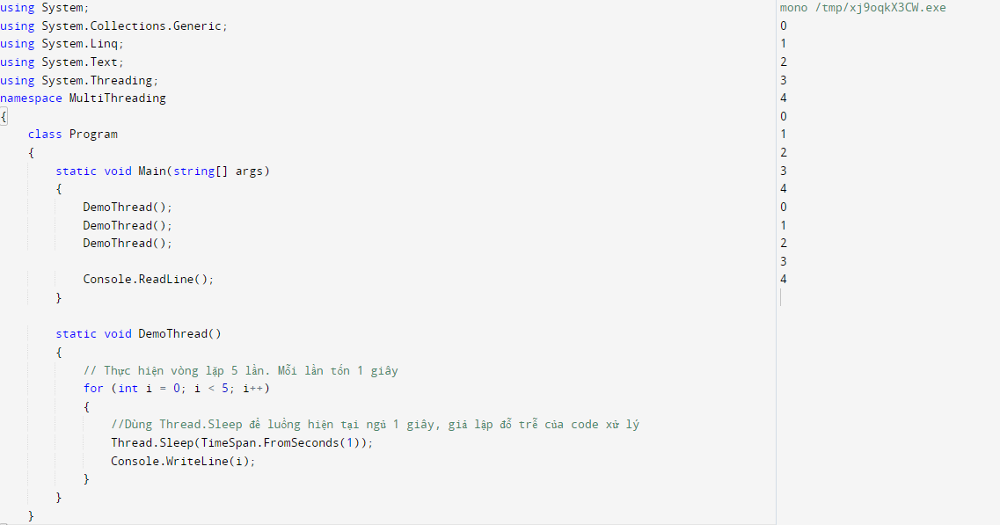 using System;
using System.Collections.Generic;
using System.Linq;
using System.Text;
using System.Threading;
namespace MultiThreading
{
    class Program
    {
        static void Main(string[] args)
        {
            DemoThread();
            DemoThread();
            DemoThread();

            Console.ReadLine();
        }

        static void DemoThread()
        {
            // Thực hiện vòng lặp 5 lần. Mỗi lần tốn 1 giây
            for (int i = 0; i < 5; i++)
            {
                //Dùng Thread.Sleep để luồng hiện tại ngủ 1 giây, giả lập đỗ trễ của code xử lý
                Thread.Sleep(TimeSpan.FromSeconds(1));
                Console.WriteLine(i);
            }
        }
    }
mono /tmp/xj9oqkX3CW.exe
0
1
2
3
4
0
1
2
3
4
0
1
2
3
4